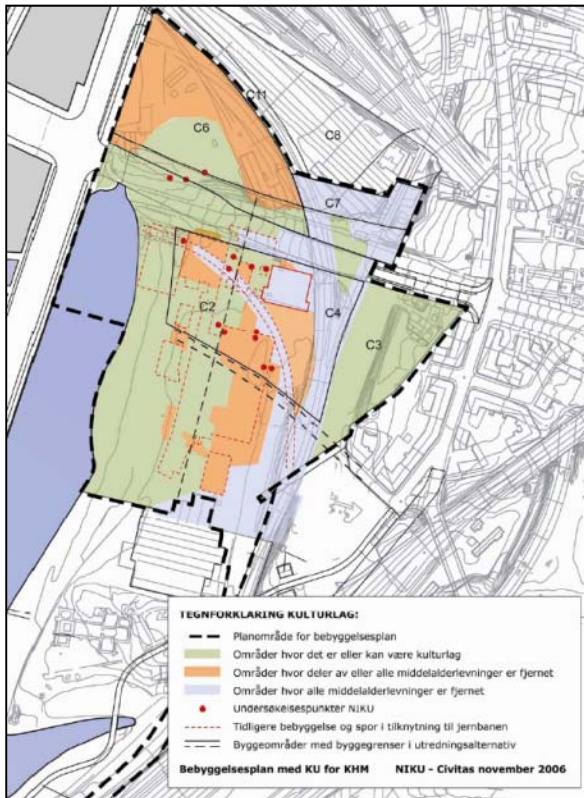 C11
C6
C8
C7
C2
C4
C3
TEGNFORKLARING KULTURLAG:
Planområde for bebyggelsesplan
Områder hvor det er eller kan være kulturlag
Områder hvor deler av eller alle middelalderlevninger er fjernet
Områder hvor alle middelalderlevninger er fjernet
Undersøkelsespunkter NIKU
Tidligere bebyggelse og spor i tilknytning til jernbanen
Byggeområder med byggegrenser i utredningsalternativ
Bebyggelsesplan med KU for KHM NIKU - Civitas november 2006